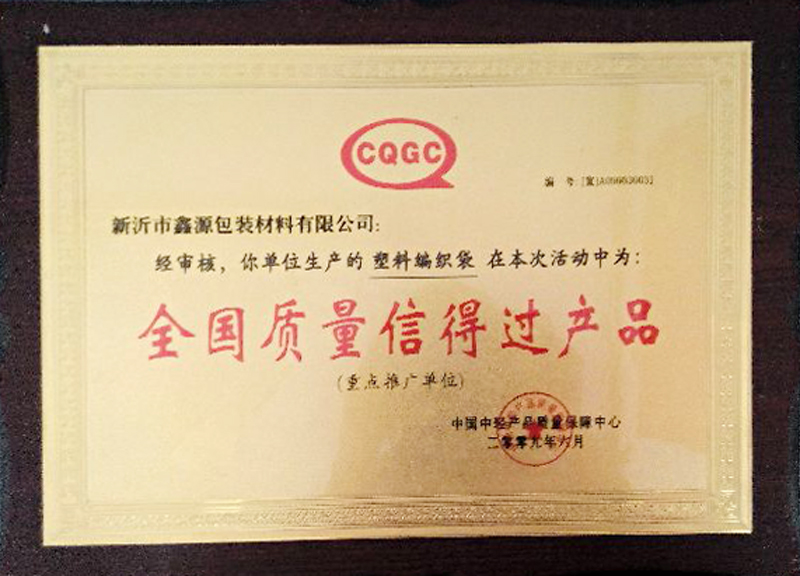 CQGC
编 号:
新沂市鑫源包装材料有限公司:
经审核,你单位生产的 塑料编织袋 在本次活动中为:
全国质量信得过产品
(重点推广单位)
中国中轻产品质量保障中心
二零零九年六月